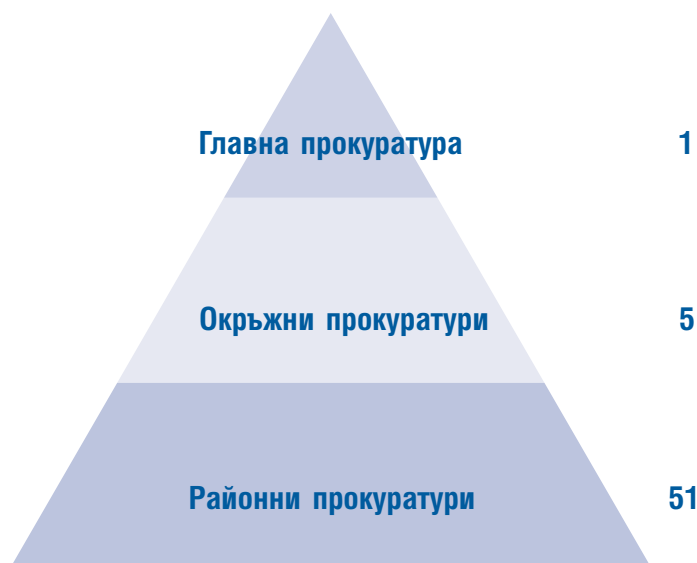 Главна прокуратура 1
Окръжни прокуратури 5
Районни прокуратури 51